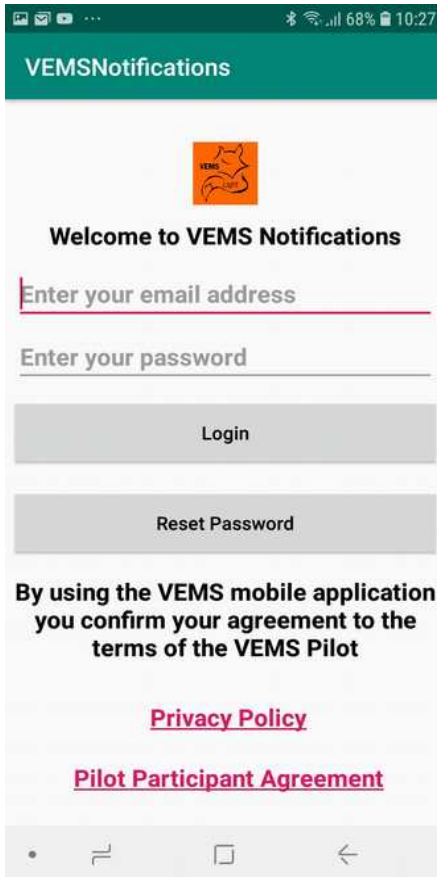 68% 10:27
VEMSNotifications
VEMS
Welcome to VEMS Notifications
Enter your email address
Enter your password
Login
Reset Password
By using the VEMS mobile application
you confirm your agreement to the
terms of the VEMS Pilot
Privacy Policy
Pilot Participant Agreement